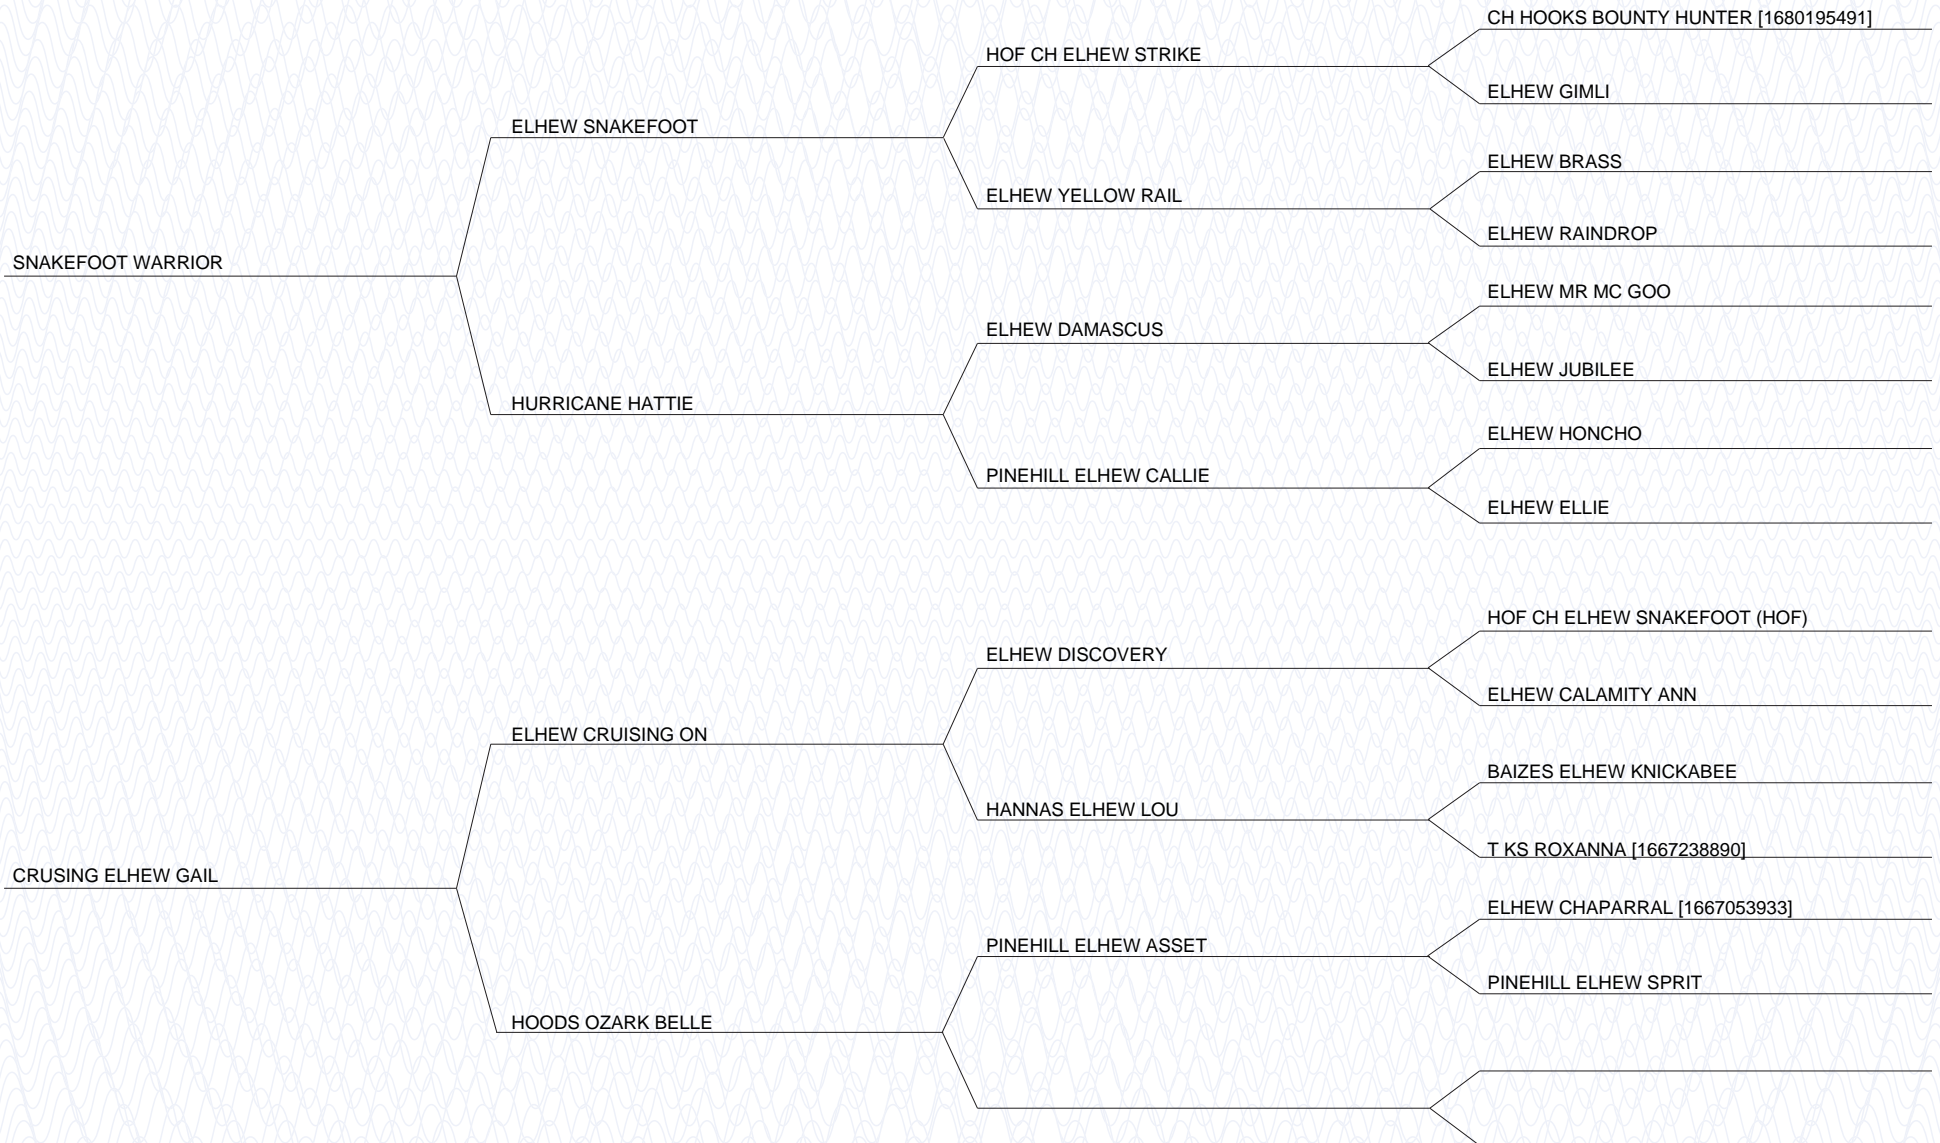 CH HOOKS BOUNTY HUNTER [1680195491]
HOF CH ELHEW STRIKE
ELHEW GIMLI
ELHEW SNAKEFOOT
ELHEW BRASS
ELHEW YELLOW RAIL
ELHEW RAINDROP
SNAKEFOOT WARRIOR
ELHEW MR MC GOO
ELHEW DAMASCUS
ELHEW JUBILEE
HURRICANE HATTIE
ELHEW HONCHO
PINEHILL ELHEW CALLIE
ELHEW ELLIE
HOF CH ELHEW SNAKEFOOT (HOF)
ELHEW DISCOVERY
ELHEW CALAMITY ANN
ELHEW CRUISING ON
BAIZES ELHEW KNICKABEE
HANNAS ELHEW LOU
T KS ROXANNA [1667238890]
CRUSING ELHEW GAIL
ELHEW CHAPARRAL [1667053933]
PINEHILL ELHEW ASSET
PINEHILL ELHEW SPRIT
HOODS OZARK BELLE